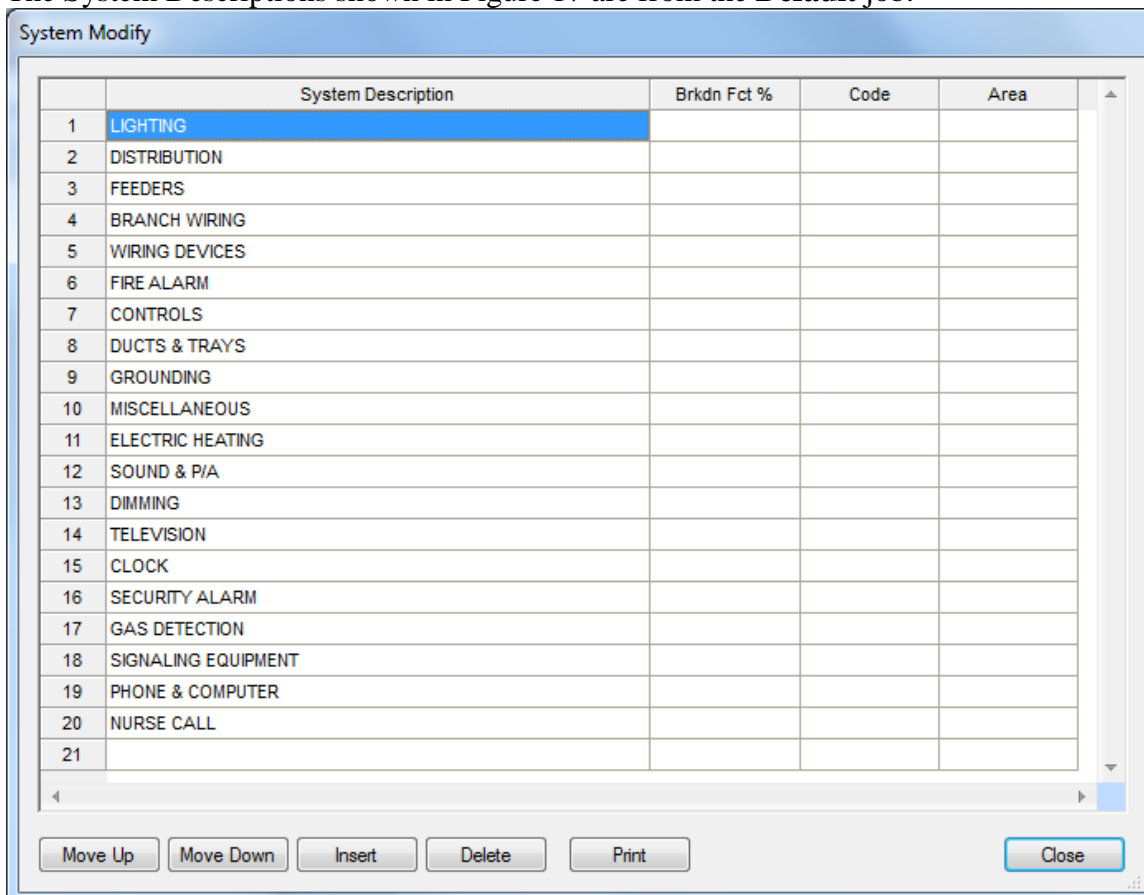 The System Descriptions shown in Figure 17 are from the Default job.
System Modify
System Description Brkdn Fct % Code Area
1 LIGHTING
2 DISTRIBUTION
3 FEEDERS
4 BRANCH WIRING
5 WIRING DEVICES
6 FIRE ALARM
7 CONTROLS
8 DUCTS & TRAYS
9 GROUNDING
10 MISCELLANEOUS
11 ELECTRIC HEATING
12 SOUND & P/A
13 DIMMING
14 TELEVISION
15 CLOCK
16 SECURITY ALARM
17 GAS DETECTION
18 SIGNALING EQUIPMENT
19 PHONE & COMPUTER
20 NURSE CALL
21
Move Up Move Down Insert Delete Print Close